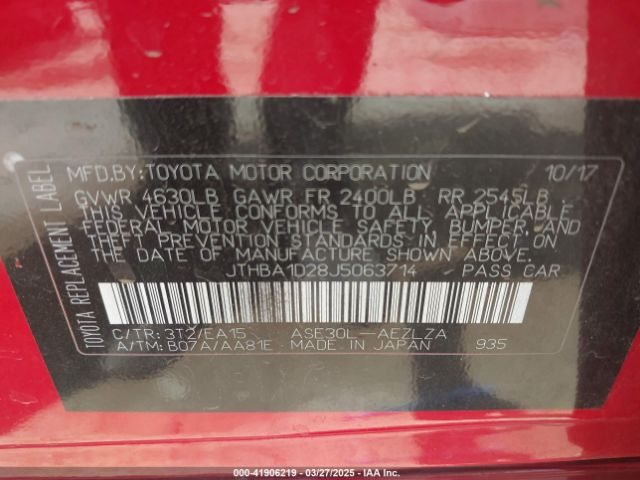 TOYOTA REPLACEMENT LABEL
MFD.BY:TOYOTA MOTOR CORPORATION 10/17
GVWR 4630LB GAWR FR 2400LB RR 2545LB
THIS VEHICLE CONFORMS TO ALL APPLICABLE
FEDERAL MOTOR VEHICLE SAFETY, BUMPER, AND
THEFT PREVENTION STANDARDS IN EFFECT ON
THE DATE OF MANUFACTURE SHOWN ABOVE.
JTHBA1D28J5063714 PASS CAR
C/TR: 3T2/EA15 ASE30L-AEZLZA
A/TM: B07A/AA81E MADE IN JAPAN 935
000-41906219 - 03/27/2025 - IAA Inc.